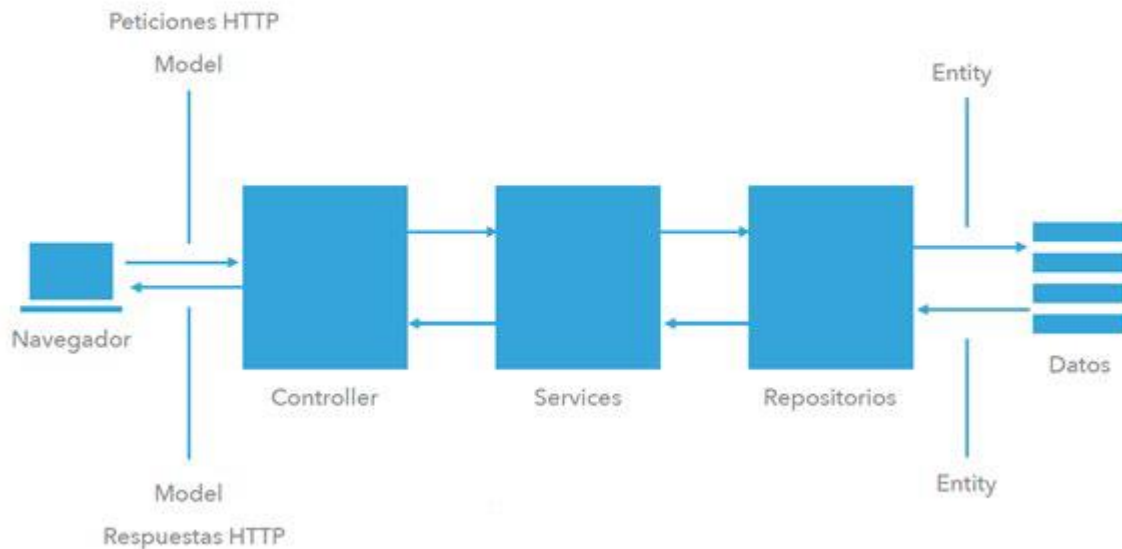 Peticiones HTTP
Model
Entity
Navegador
Datos
Controller
Services
Repositorios
Model
Entity
Respuestas HTTP